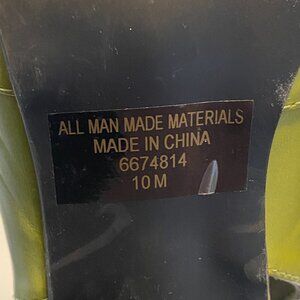 ALL MAN MADE MATERIALS
MADE IN CHINA
6674814
10 M